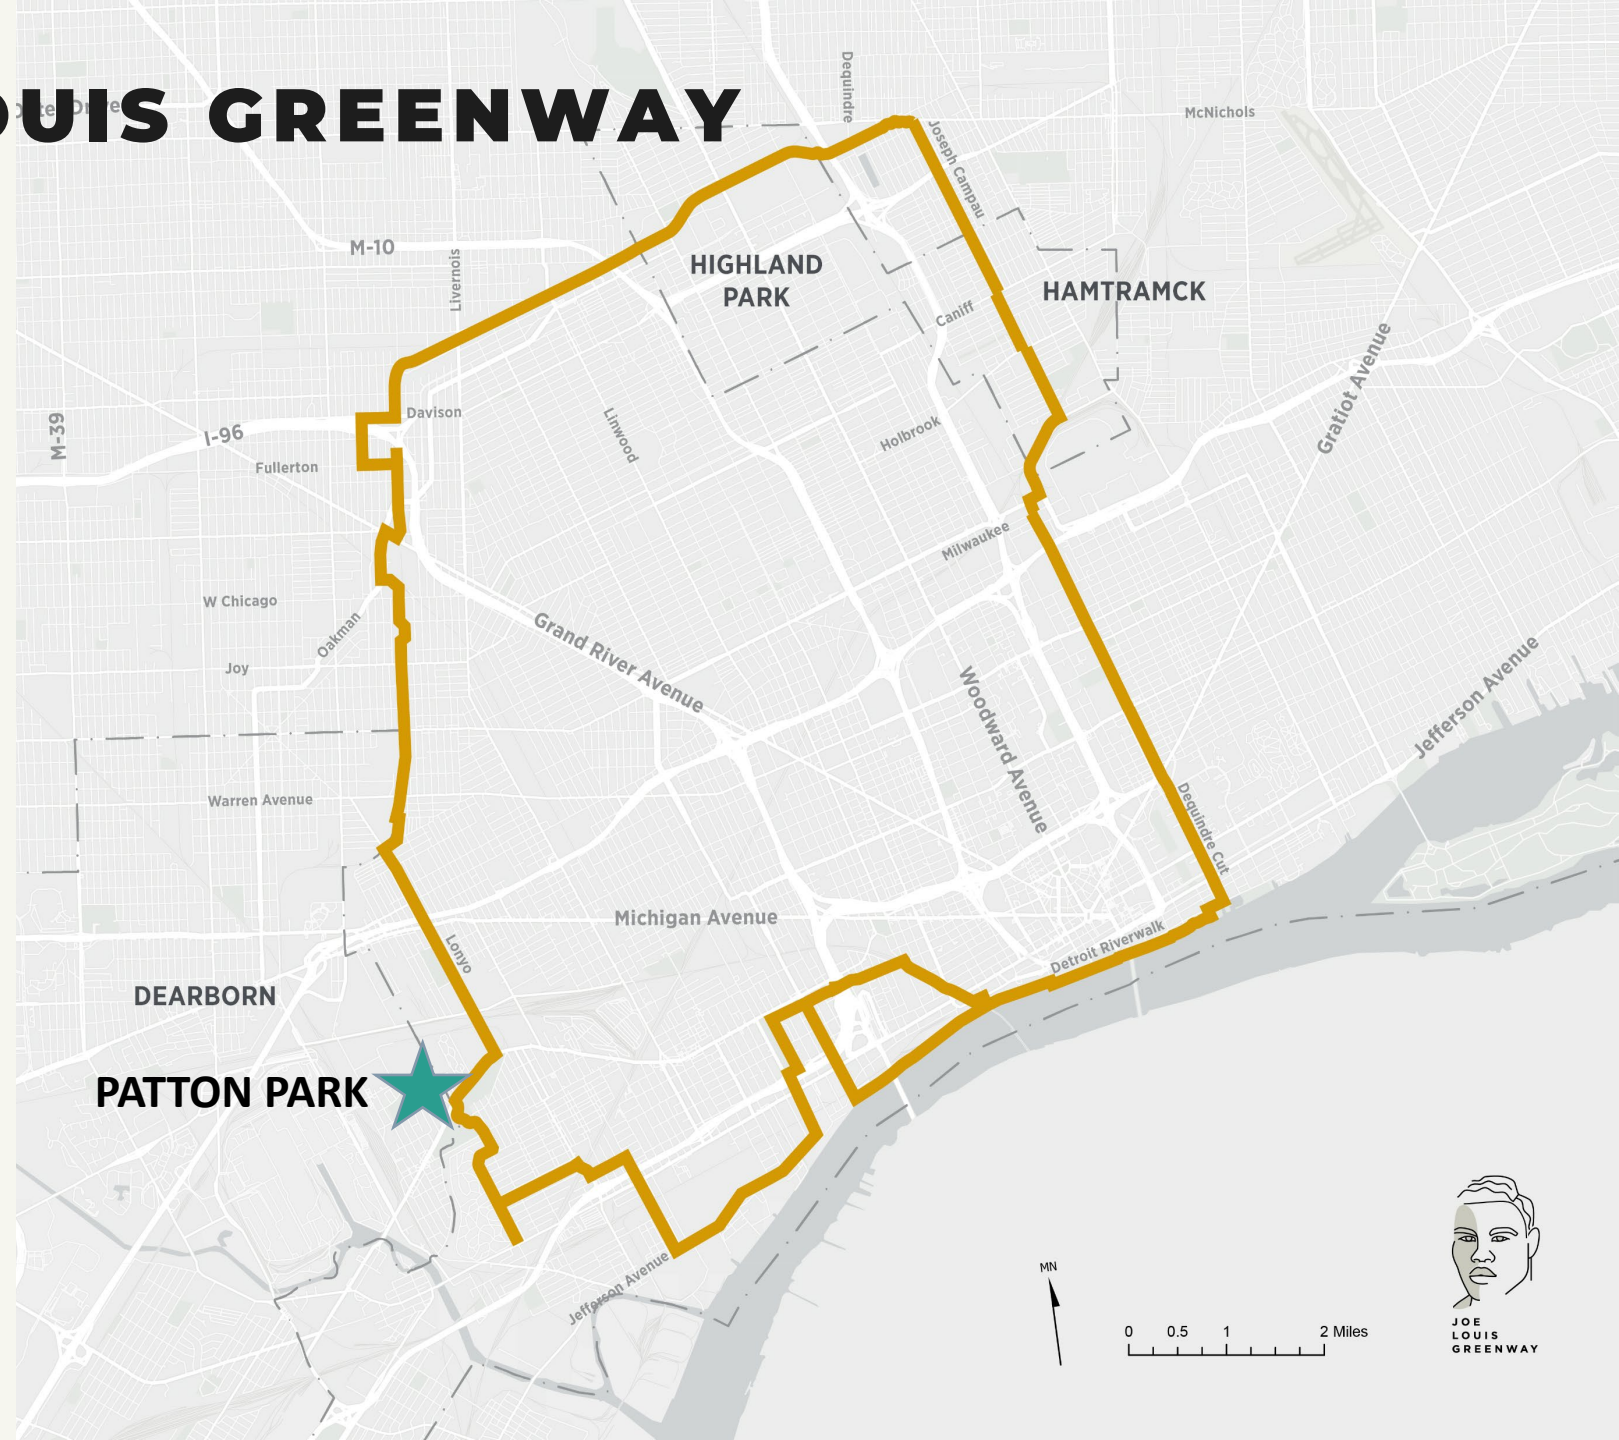 OUIS GREENWAY
Dequindre
McNichols
Joseph Campau
M-10
Livernois
HIGHLAND
PARK
HAMTRAMCK
Caniff
Gratiot Avenue
M-39
I-96
Davison
Linwood
Holbrook
Fullerton
Milwaukee
W Chicago
Oakman
Grand River Avenue
Joy
Woodward Avenue
Jefferson Avenue
Warren Avenue
Dequindre Cut
Michigan Avenue
Lonyo
Detroit Riverwalk
DEARBORN
PATTON PARK
Jefferson Avenue
MN
0 0.5 1 2 Miles
JOE
LOUIS
GREENWAY